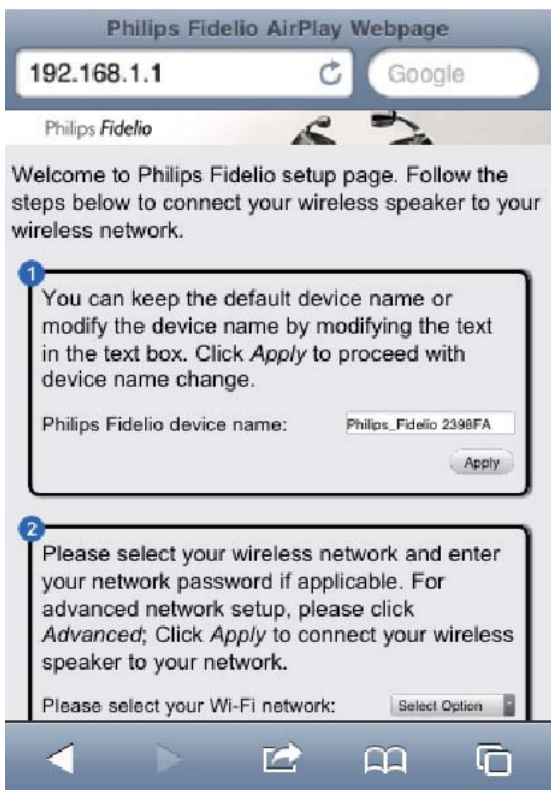 Philips Fidelio AirPlay Webpage
192.168.1.1
Google
Philips Fidelio
Welcome to Philips Fidelio setup page. Follow the
steps below to connect your wireless speaker to your
wireless network.
1
You can keep the default device name or
modify the device name by modifying the text
in the text box. Click Apply to proceed with
device name change.
Philips Fidelio device name: Philips_Fidelio 2398FA
Apply
2
Please select your wireless network and enter
your network password if applicable. For
advanced network setup, please click
Advanced; Click Apply to connect your wireless
speaker to your network.
Please select your Wi-Fi network: Select Option